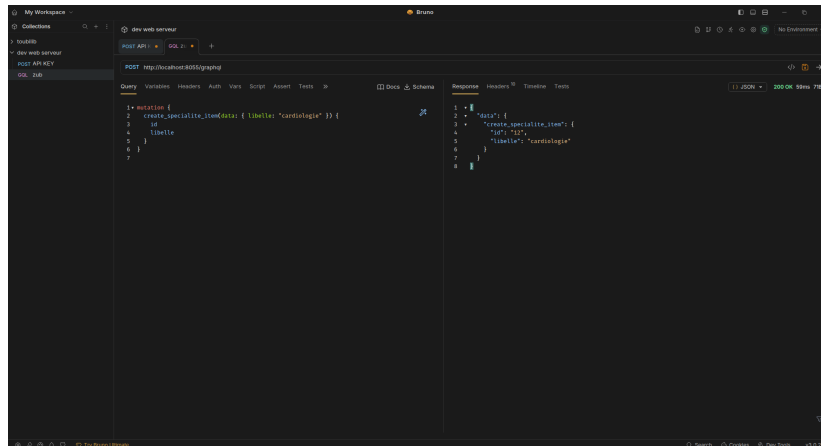 My Workspace
Bruno
Collections
dev web serveur
No Environment
toubilib
dev web serveur
POST API KEY
GQL zub
POST API
GQL
+
POST http://localhost:8055/graphql
Query Variables Headers Auth Vars Script Assert Tests
Docs Schema
Response Headers Timeline Tests
JSON
200 OK 59ms
1 mutation {
2 create_specialite_item(data: { libelle: "cardiologie" }) {
3 id
4 libelle
5 }
6 }
7
1 {
2 "data": {
3 "create_specialite_item": {
4 "id": "12",
5 "libelle": "cardiologie"
6 }
7 }
8 }
Search Cookies Dev Tools